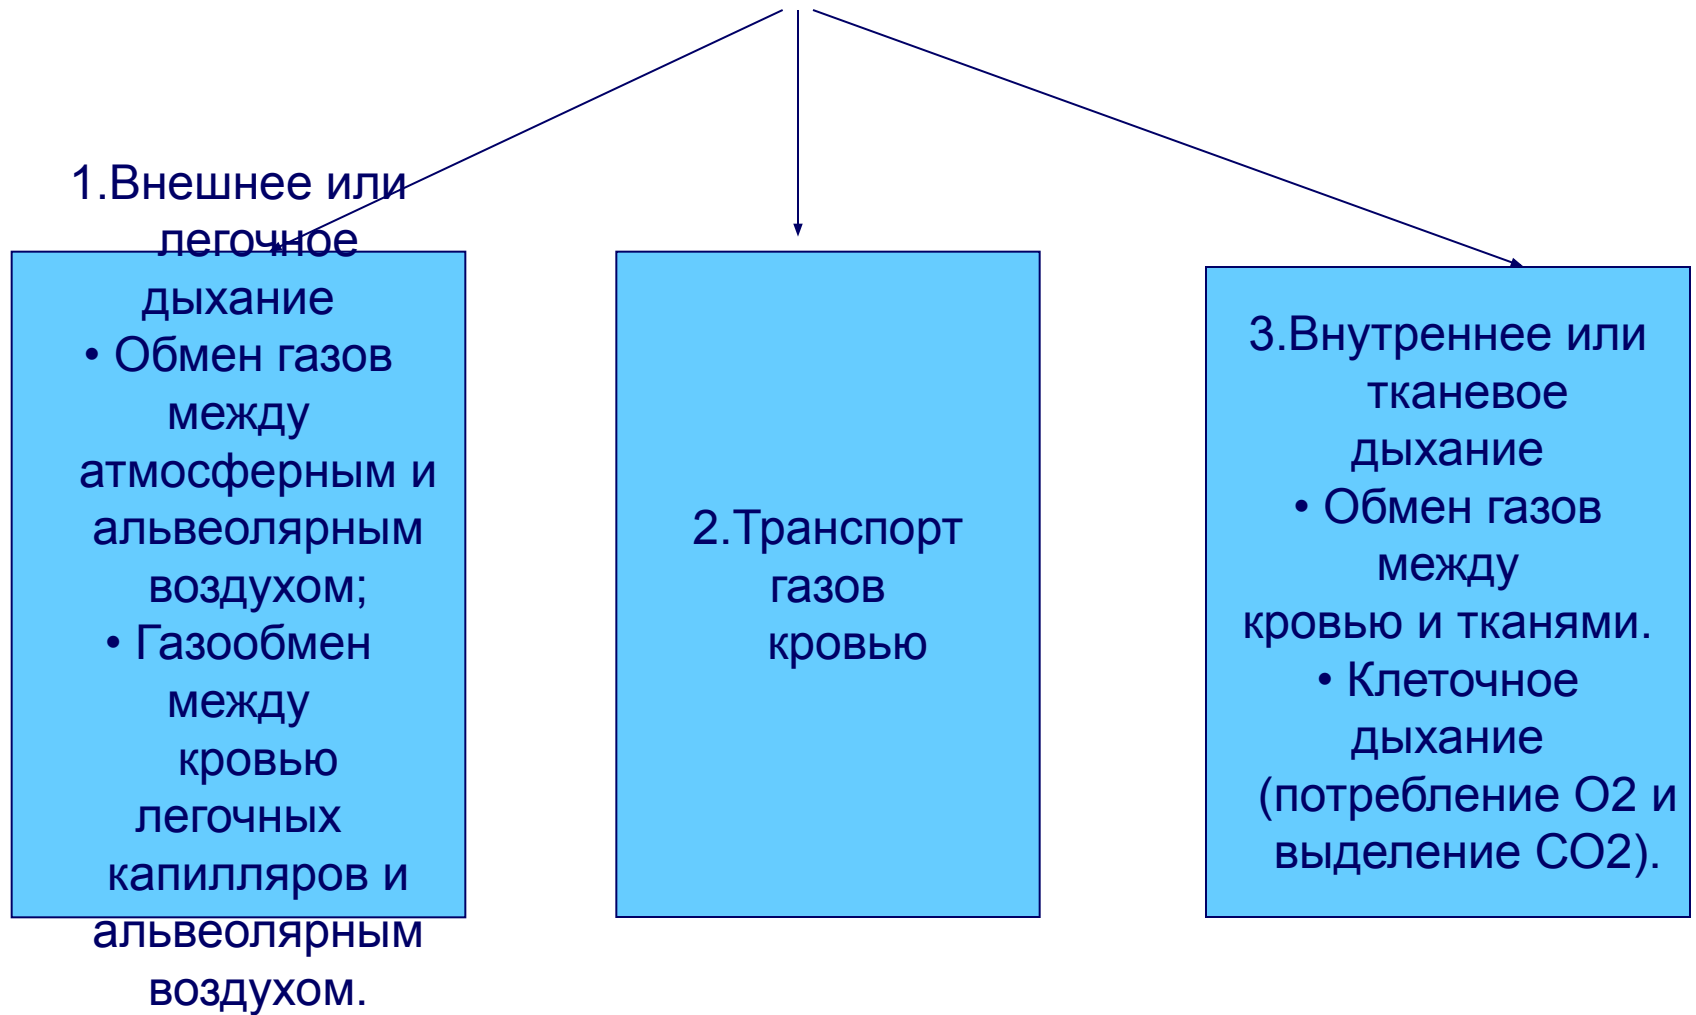 1.Внешнее или
легочное
дыхание
• Обмен газов
между
атмосферным и
альвеолярным
воздухом;
• Газообмен
между
кровью
легочных
капилляров и
альвеолярным
воздухом.
2.Транспорт
газов
кровью
3.Внутреннее или
тканевое
дыхание
• Обмен газов
между
кровью и тканями.
• Клеточное
дыхание
(потребление О2 и
выделение СО2).